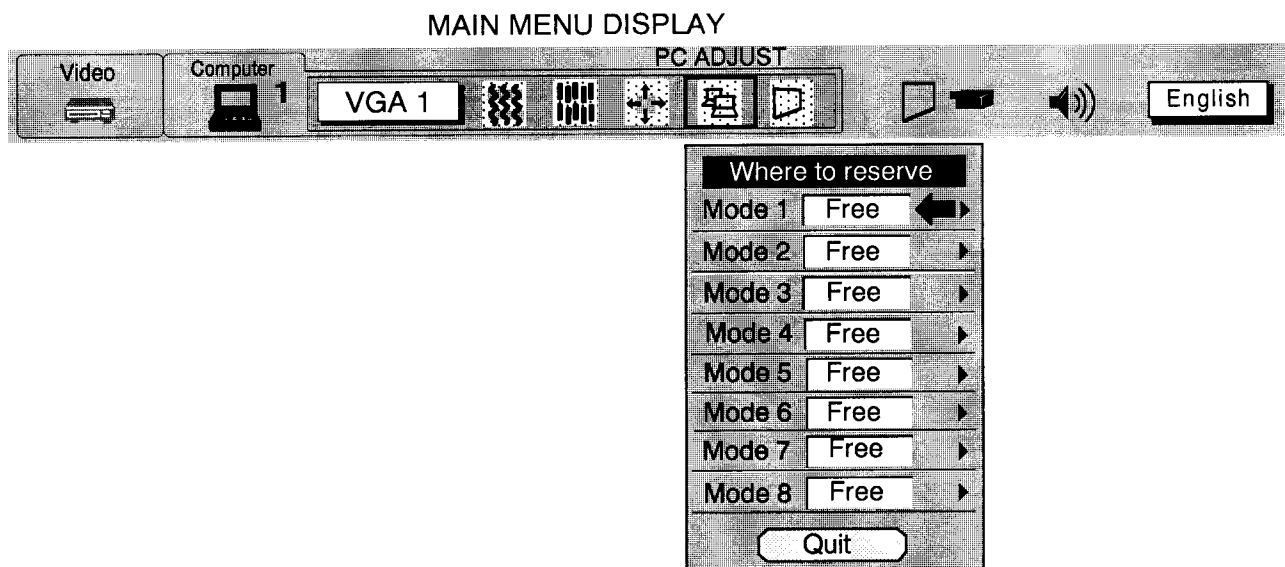 MAIN MENU DISPLAY
PC ADJUST
Video
Computer
1
VGA 1
English
Where to reserve
Mode 1 Free
Mode 2 Free
Mode 3 Free
Mode 4 Free
Mode 5 Free
Mode 6 Free
Mode 7 Free
Mode 8 Free
Quit